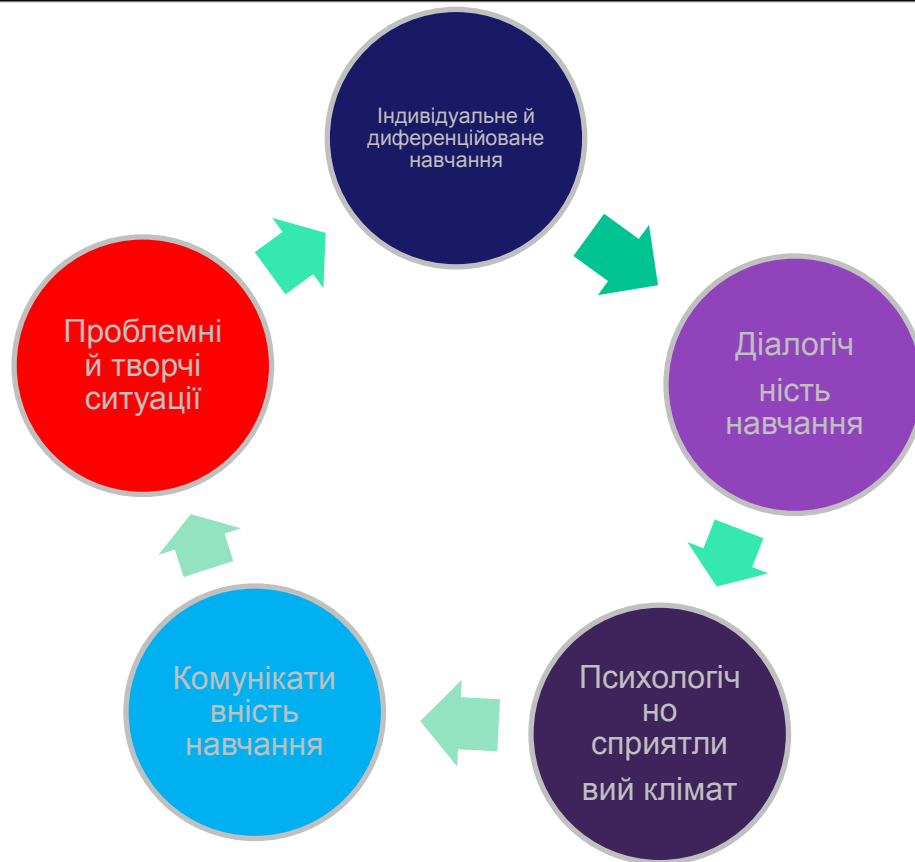 Індивідуальне й
диференційоване
навчання
Діалогіч
ність
навчання
Психологіч
но
сприятли
вий клімат
Комунікати
вність
навчання
Проблемні
й творчі
ситуації